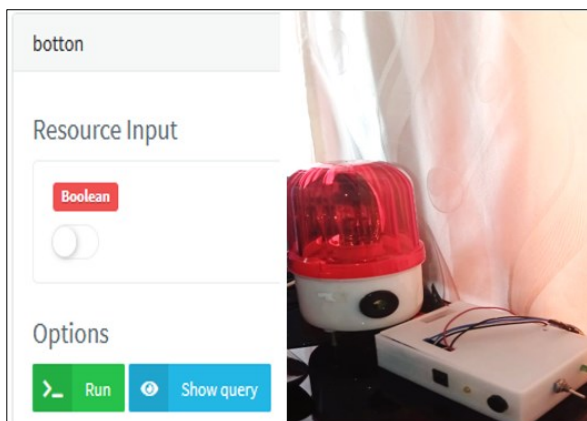 botton
Resource Input
Boolean
Options
Run
Show query